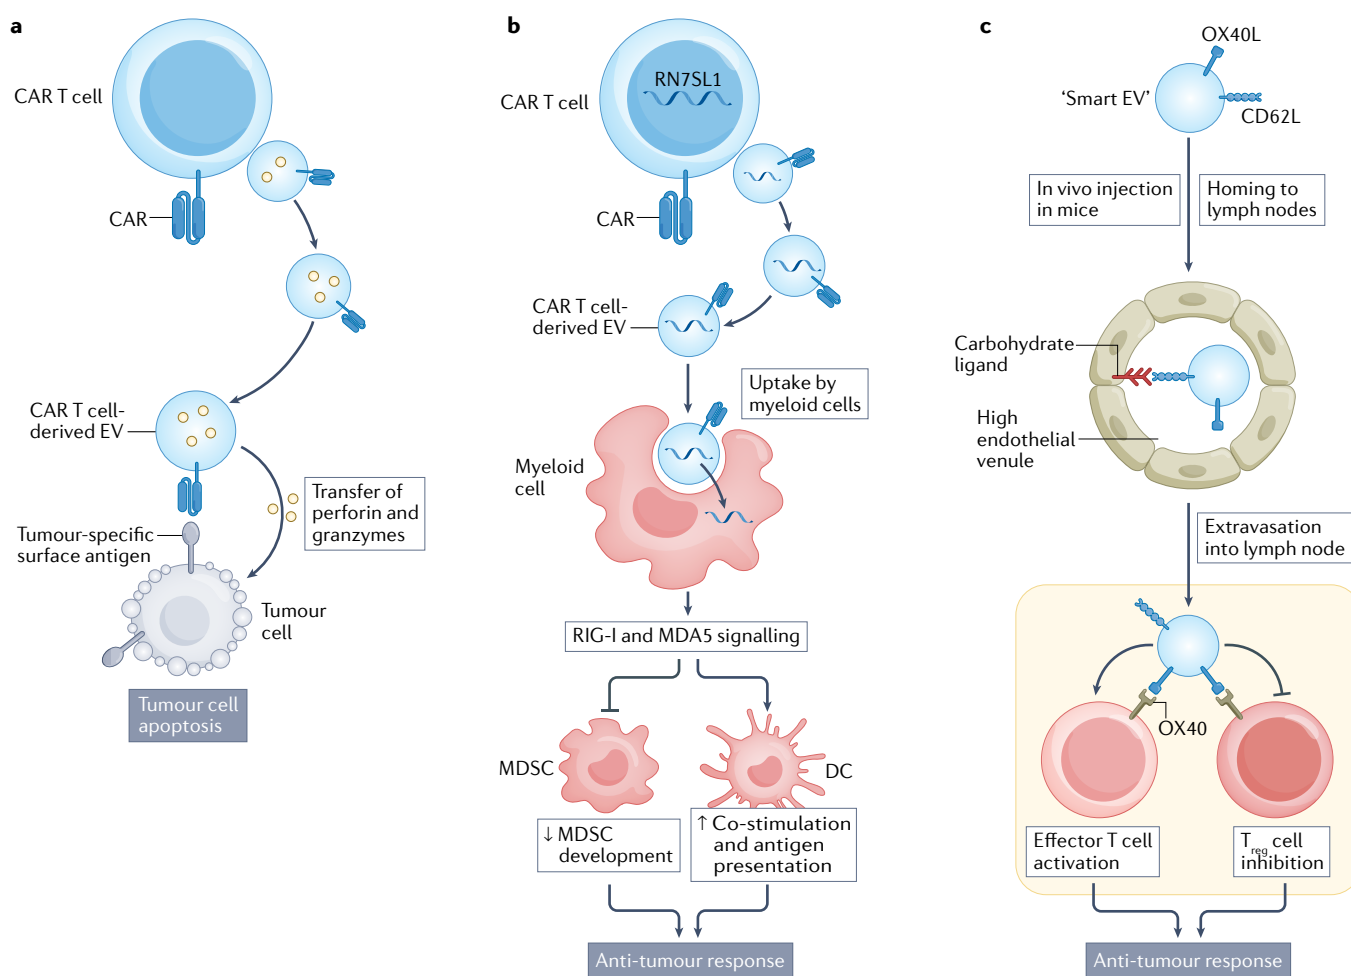 a
CAR T cell
CAR
CAR T cell-
derived EV
Transfer of
perforin and
granzymes
Tumour-specific
surface antigen
Tumour
cell
Tumour cell
apoptosis
b
RN7SL1
CAR T cell
CAR
CAR T cell-
derived EV
Uptake by
myeloid cells
Myeloid
cell
RIG-I and MDA5 signalling
MDSC
DC
↓ MDSC
development
↑ Co-stimulation
and antigen
presentation
Anti-tumour response
c
OX40L
'Smart EV'
CD62L
In vivo injection
in mice
Homing to
lymph nodes
Carbohydrate
ligand
High
endothelial
venule
Extravasation
into lymph node
OX40
Effector T cell
activation
Treg cell
inhibition
Anti-tumour response